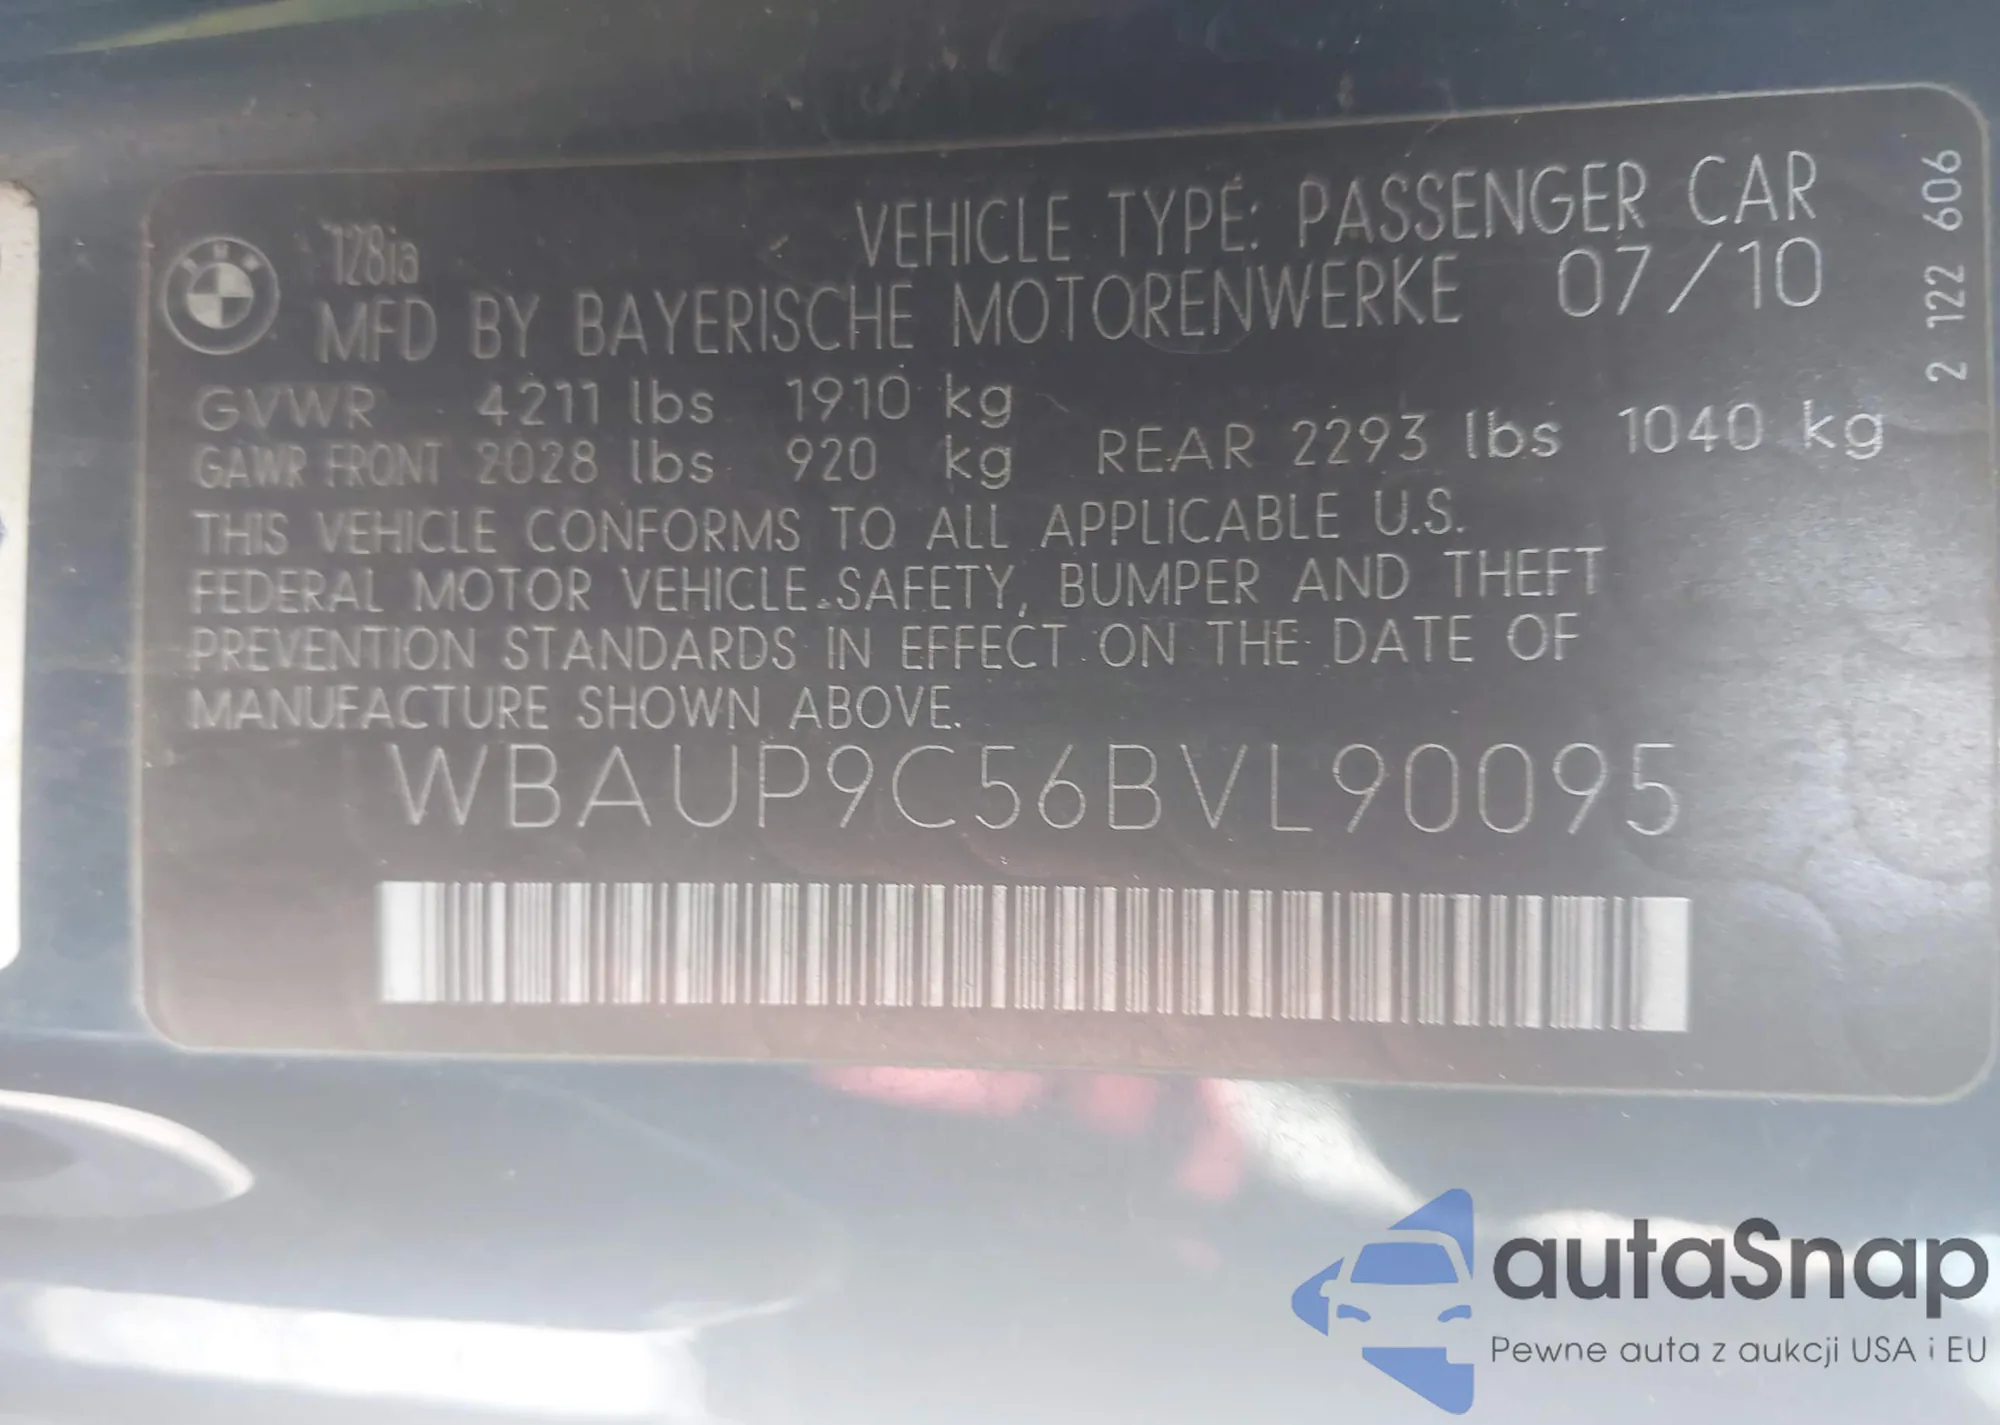 128ia
VEHICLE TYPE: PASSENGER CAR
MFD BY BAYERISCHE MOTORENWERKE 07/10
GVWR 4211 lbs 1910 kg
GAWR FRONT 2028 lbs 920 kg REAR 2293 lbs 1040 kg
THIS VEHICLE CONFORMS TO ALL APPLICABLE U.S.
FEDERAL MOTOR VEHICLE SAFETY, BUMPER AND THEFT
PREVENTION STANDARDS IN EFFECT ON THE DATE OF
MANUFACTURE SHOWN ABOVE.
WBAUP9C56BVL90095
2 122 606
autaSnap
Pewne auta z aukcji USA i EU